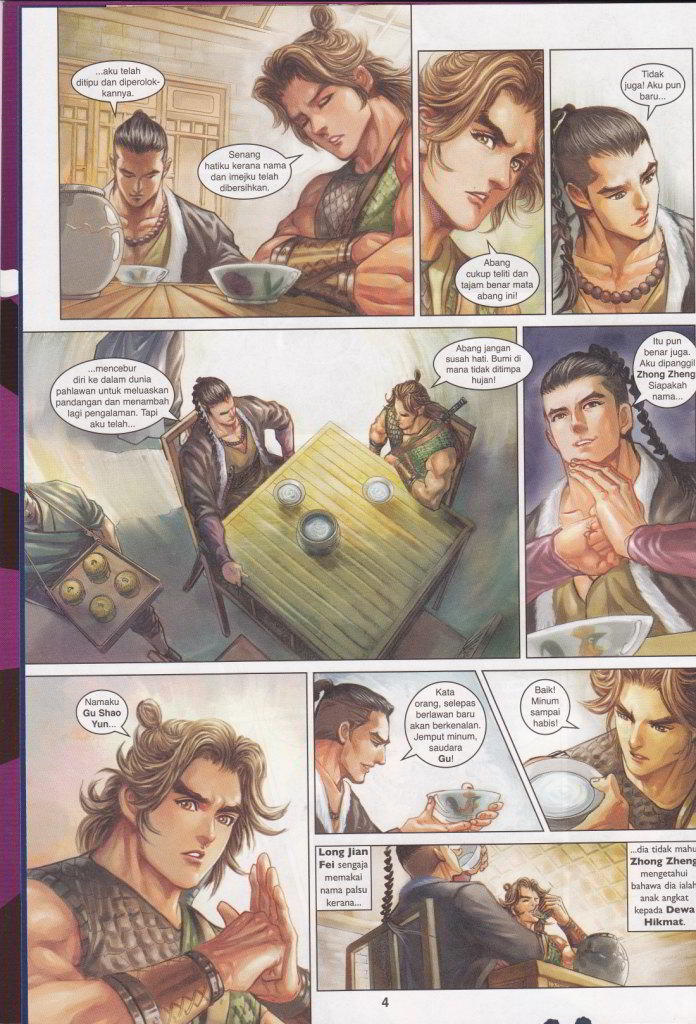 ...aku telah
ditipu dan diperolok-
kannya.
Senang
hatiku kerana nama
dan imejku telah
dibersihkan.
Abang
cukup teliti dan
tajam benar mata
abang ini!
Tidak
juga! Aku pun
baru...
...mencebur
diri ke dalam dunia
pahlawan untuk meluaskan
pandangan dan menambah
lagi pengalaman. Tapi
aku telah...
Abang jangan
susah hati. Bumi di
mana tidak ditimpa
hujan!
Itu pun
benar juga.
Aku dipanggil
Zhong Zheng.
Siapakah
nama...
Namaku
Gu Shao
Yun...
Kata
orang, selepas
berlawan baru
akan berkenalan.
Jemput minum,
saudara
Gu!
Baik!
Minum
sampai
habis!
Long Jian
Fei sengaja
memakai
nama palsu
kerana...
...dia tidak mahu
Zhong Zheng
mengetahui
bahawa dia ialah
anak angkat
kepada Dewa
Hikmat.
4